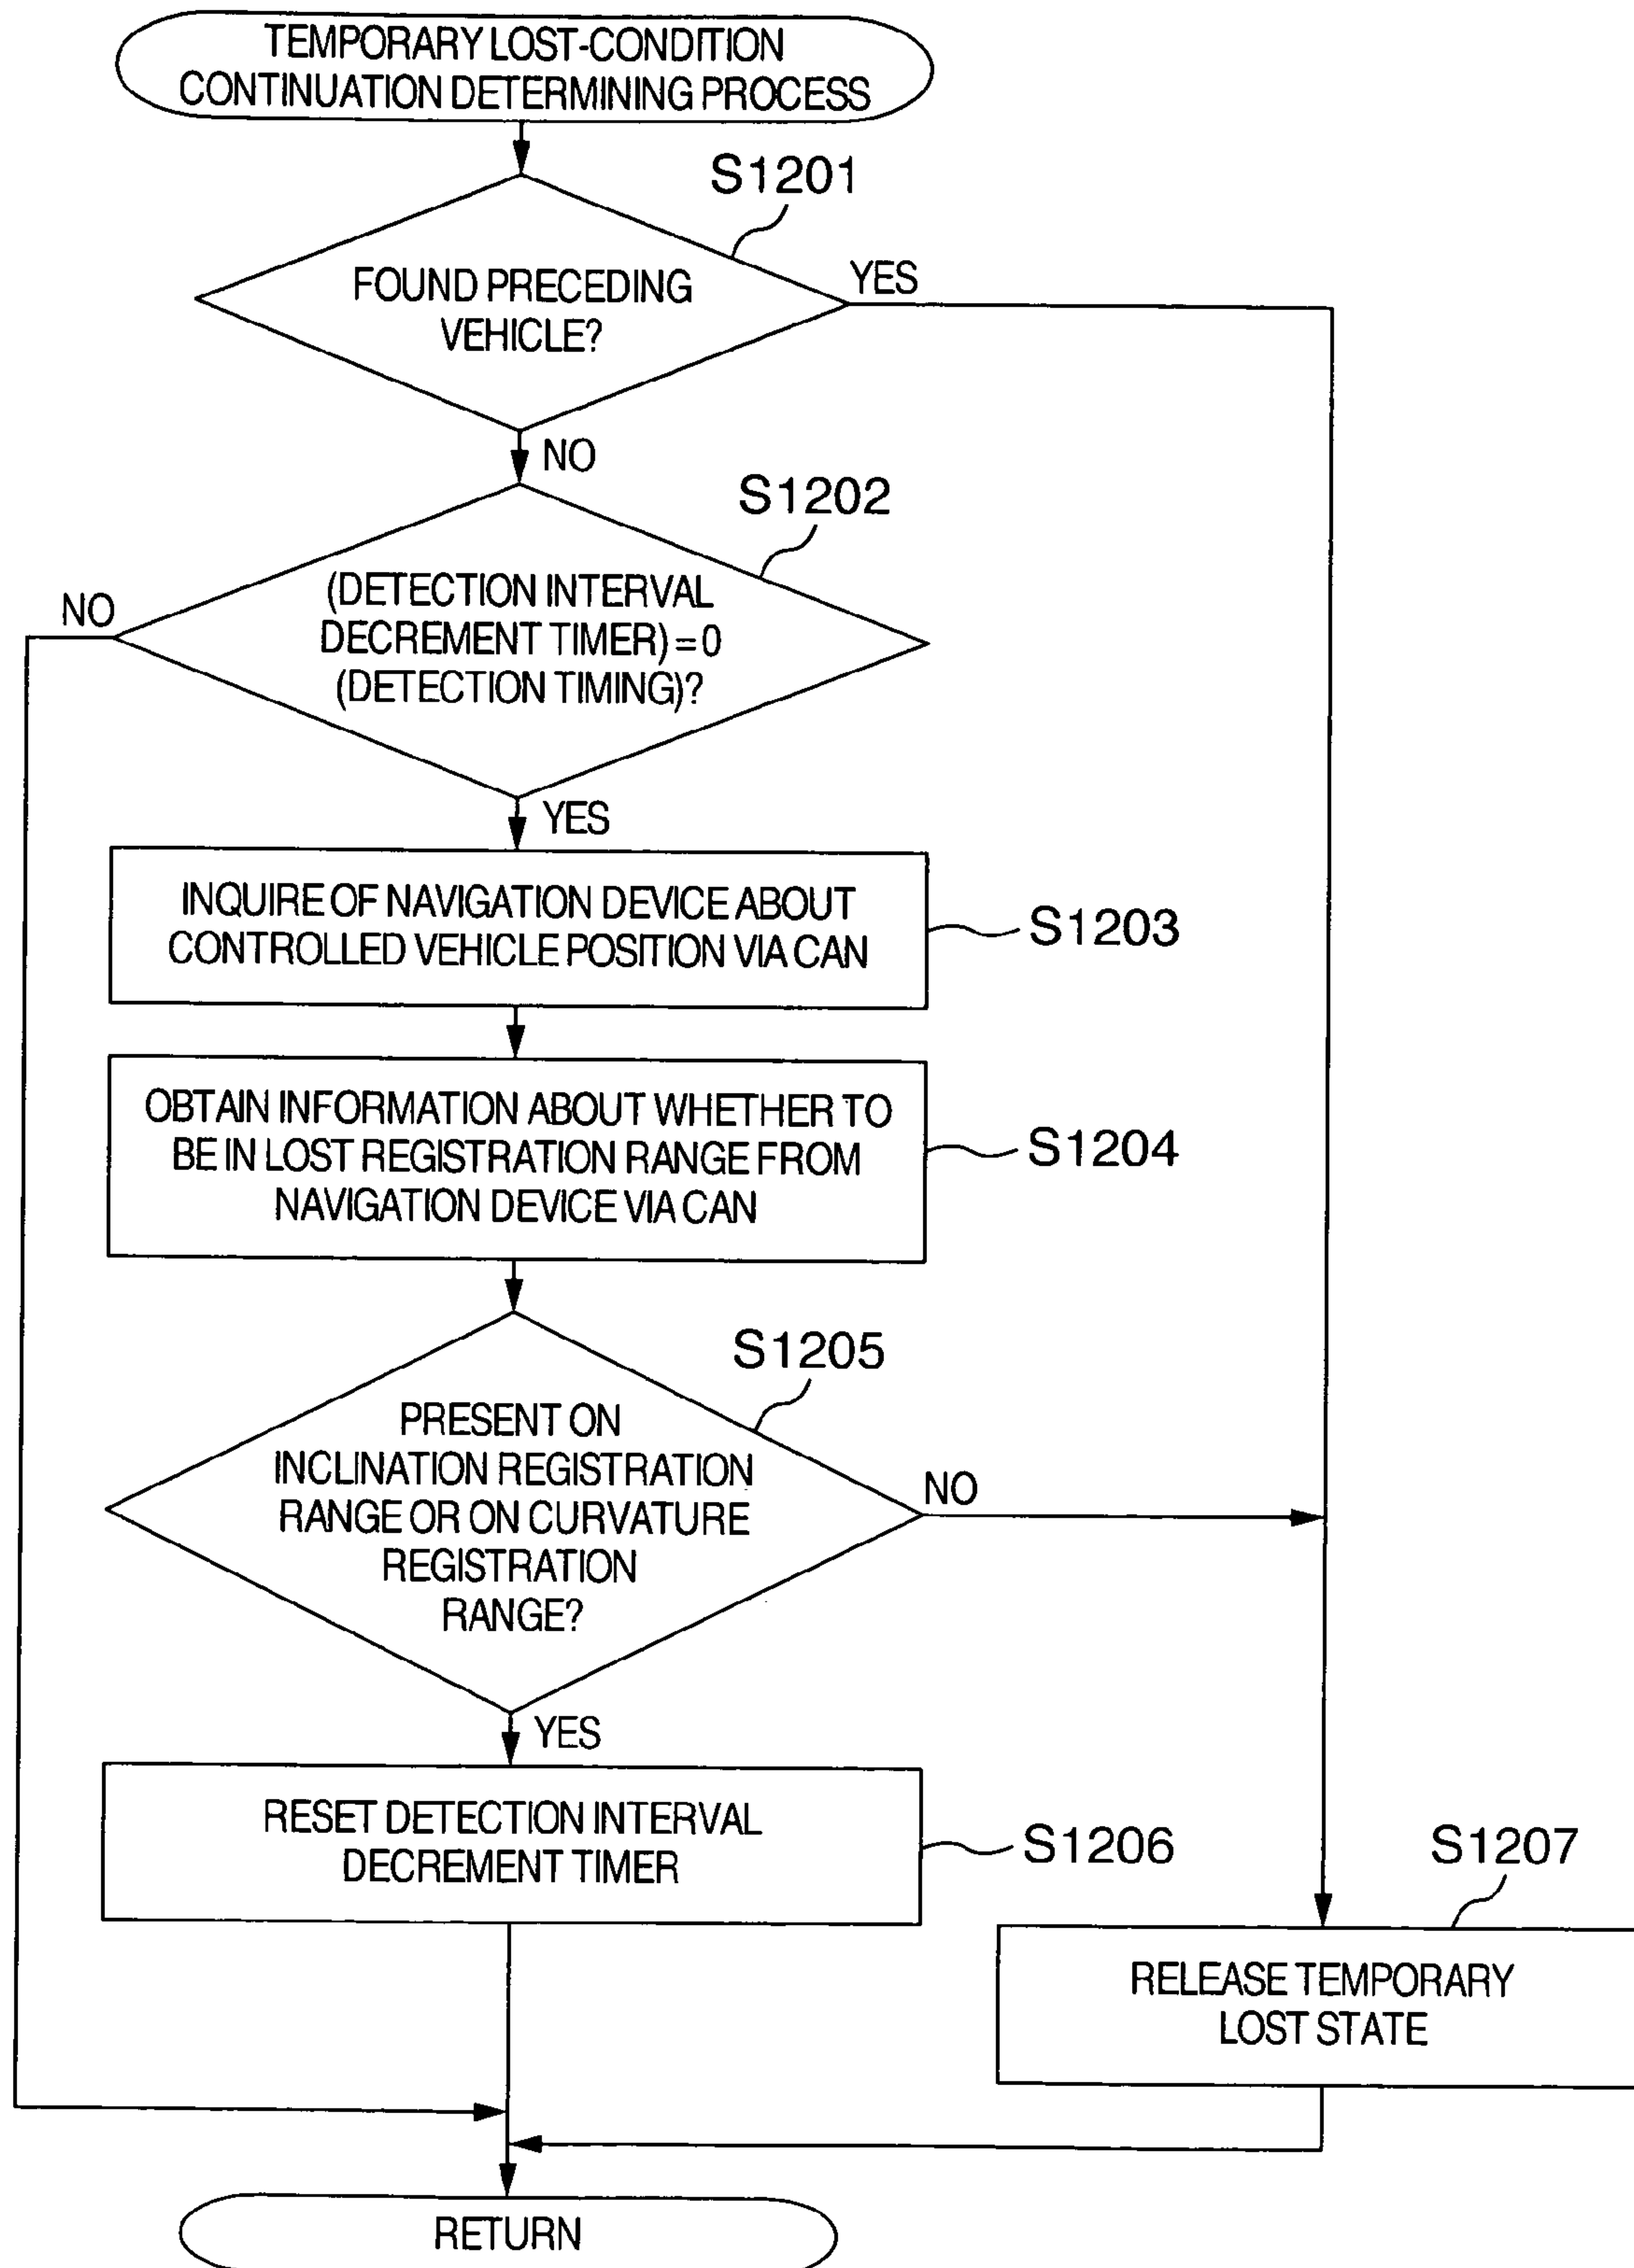 TEMPORARY LOST-CONDITION
CONTINUATION DETERMINING PROCESS
S1201
FOUND PRECEDING
VEHICLE?
YES
NO
S1202
(DETECTION INTERVAL
DECREMENT TIMER) = 0
(DETECTION TIMING)?
NO
YES
INQUIRE OF NAVIGATION DEVICE ABOUT
CONTROLLED VEHICLE POSITION VIA CAN
S1203
OBTAIN INFORMATION ABOUT WHETHER TO
BE IN LOST REGISTRATION RANGE FROM
NAVIGATION DEVICE VIA CAN
S1204
S1205
PRESENT ON
INCLINATION REGISTRATION
RANGE OR ON CURVATURE
REGISTRATION
RANGE?
NO
YES
RESET DETECTION INTERVAL
DECREMENT TIMER
S1206
S1207
RELEASE TEMPORARY
LOST STATE
RETURN